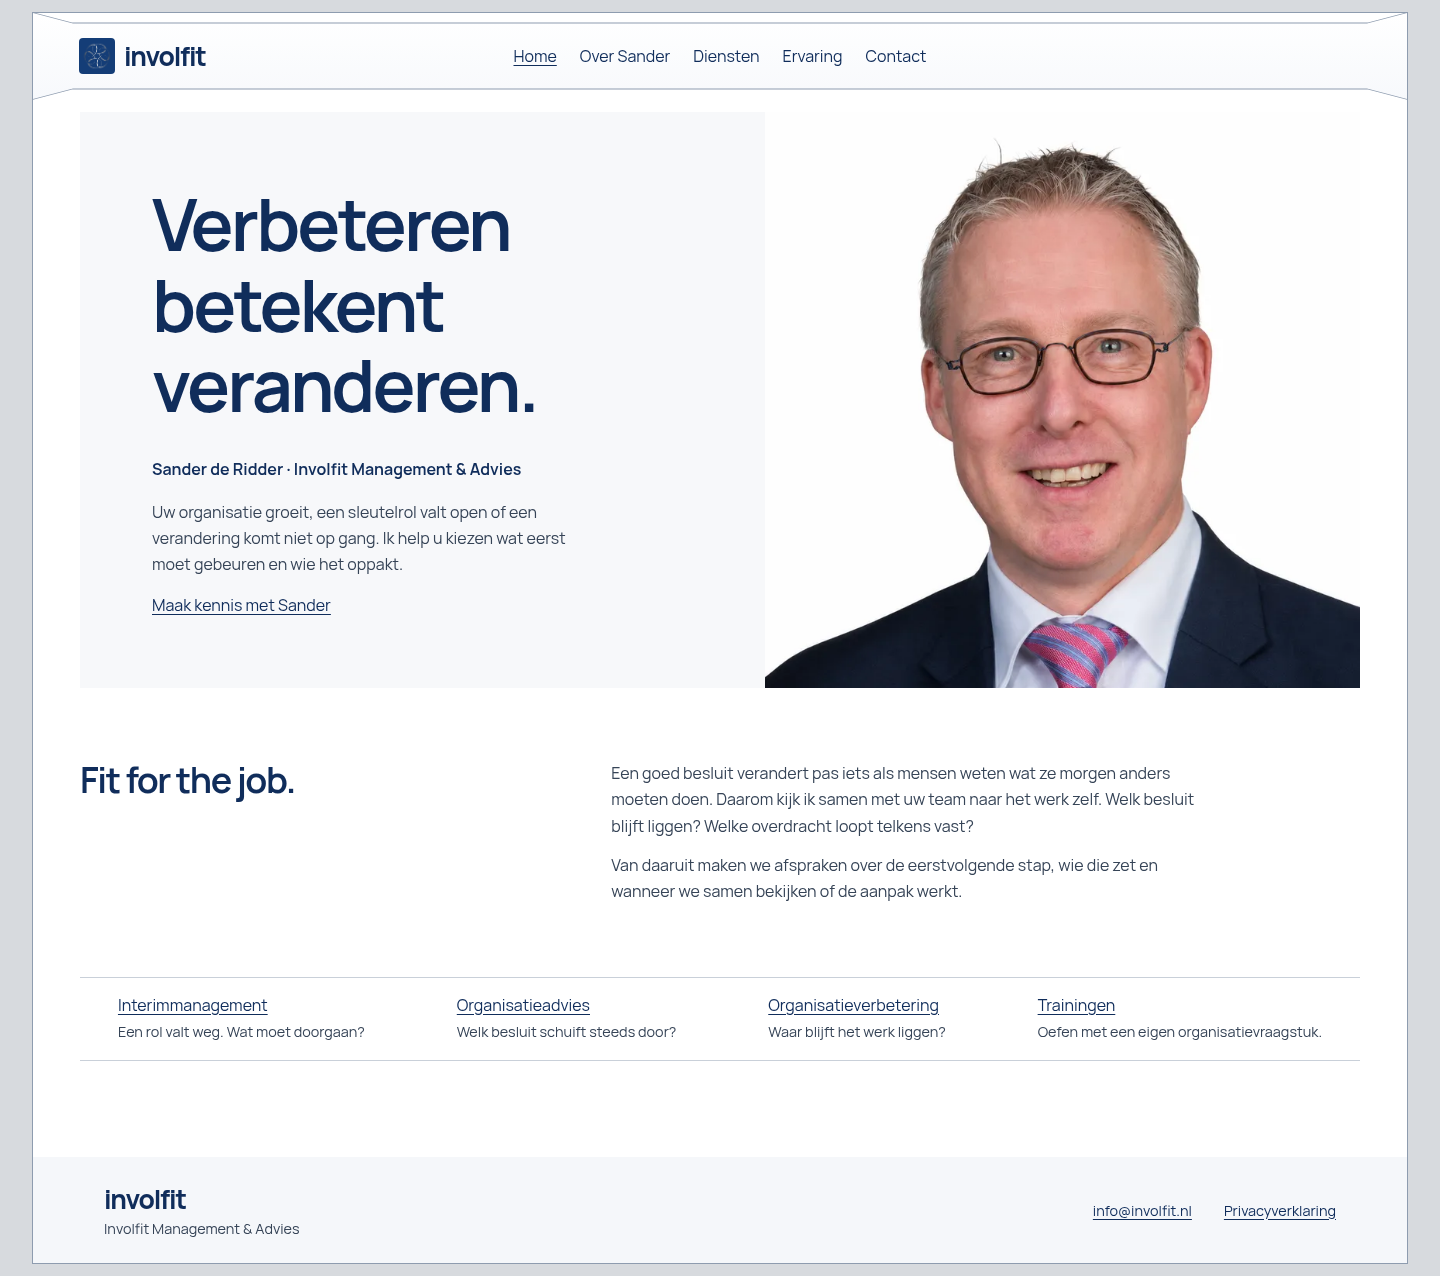 involfit
Home Over Sander Diensten Ervaring Contact
Verbeteren
betekent
veranderen.
Sander de Ridder · Involfit Management & Advies
Uw organisatie groeit, een sleutelrol valt open of een
verandering komt niet op gang. Ik help u kiezen wat eerst
moet gebeuren en wie het oppakt.
Maak kennis met Sander
Fit for the job.
Een goed besluit verandert pas iets als mensen weten wat ze morgen anders
moeten doen. Daarom kijk ik samen met uw team naar het werk zelf. Welk besluit
blijft liggen? Welke overdracht loopt telkens vast?
Van daaruit maken we afspraken over de eerstvolgende stap, wie die zet en
wanneer we samen bekijken of de aanpak werkt.
Interimmanagement
Een rol valt weg. Wat moet doorgaan?
Organisatieadvies
Welk besluit schuift steeds door?
Organisatieverbetering
Waar blijft het werk liggen?
Trainingen
Oefen met een eigen organisatievraagstuk.
involfit
Involfit Management & Advies
info@involfit.nl Privacyverklaring